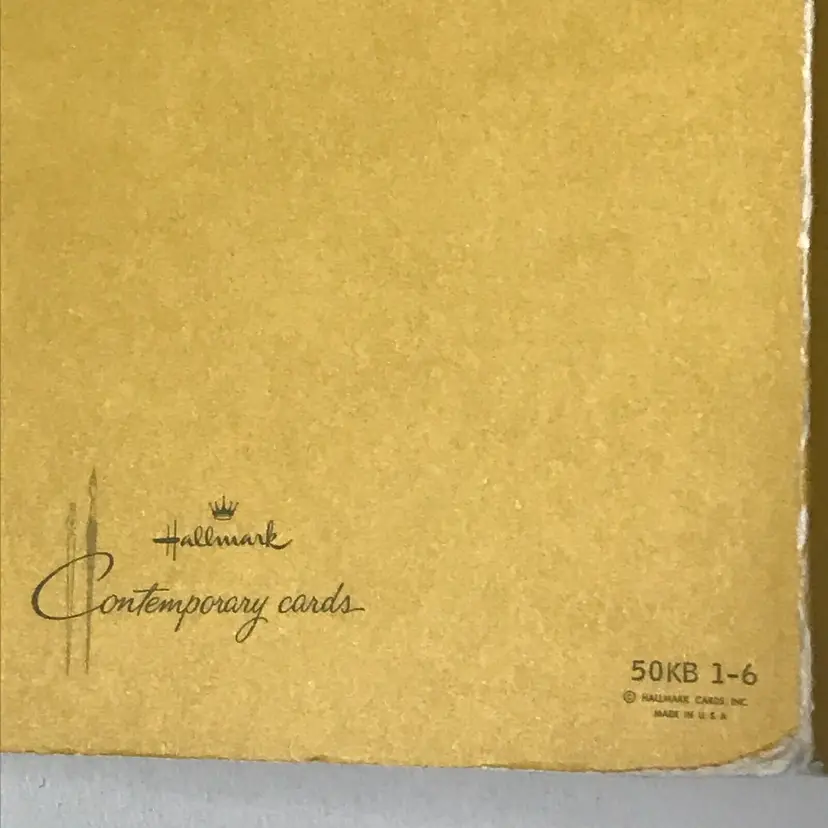 Hallmark
Contemporary cards
50KB 1-6
© HALLMARK CARDS, INC.
MADE IN U.S.A.